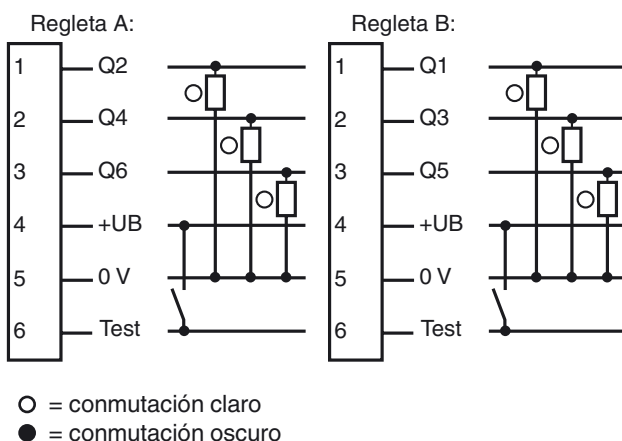 Regleta A:
1 Q2
2 Q4
3 Q6
4 +UB
5 0 V
6 Test
Regleta B:
1 Q1
2 Q3
3 Q5
4 +UB
5 0 V
6 Test
= conmutación claro
= conmutación oscuro